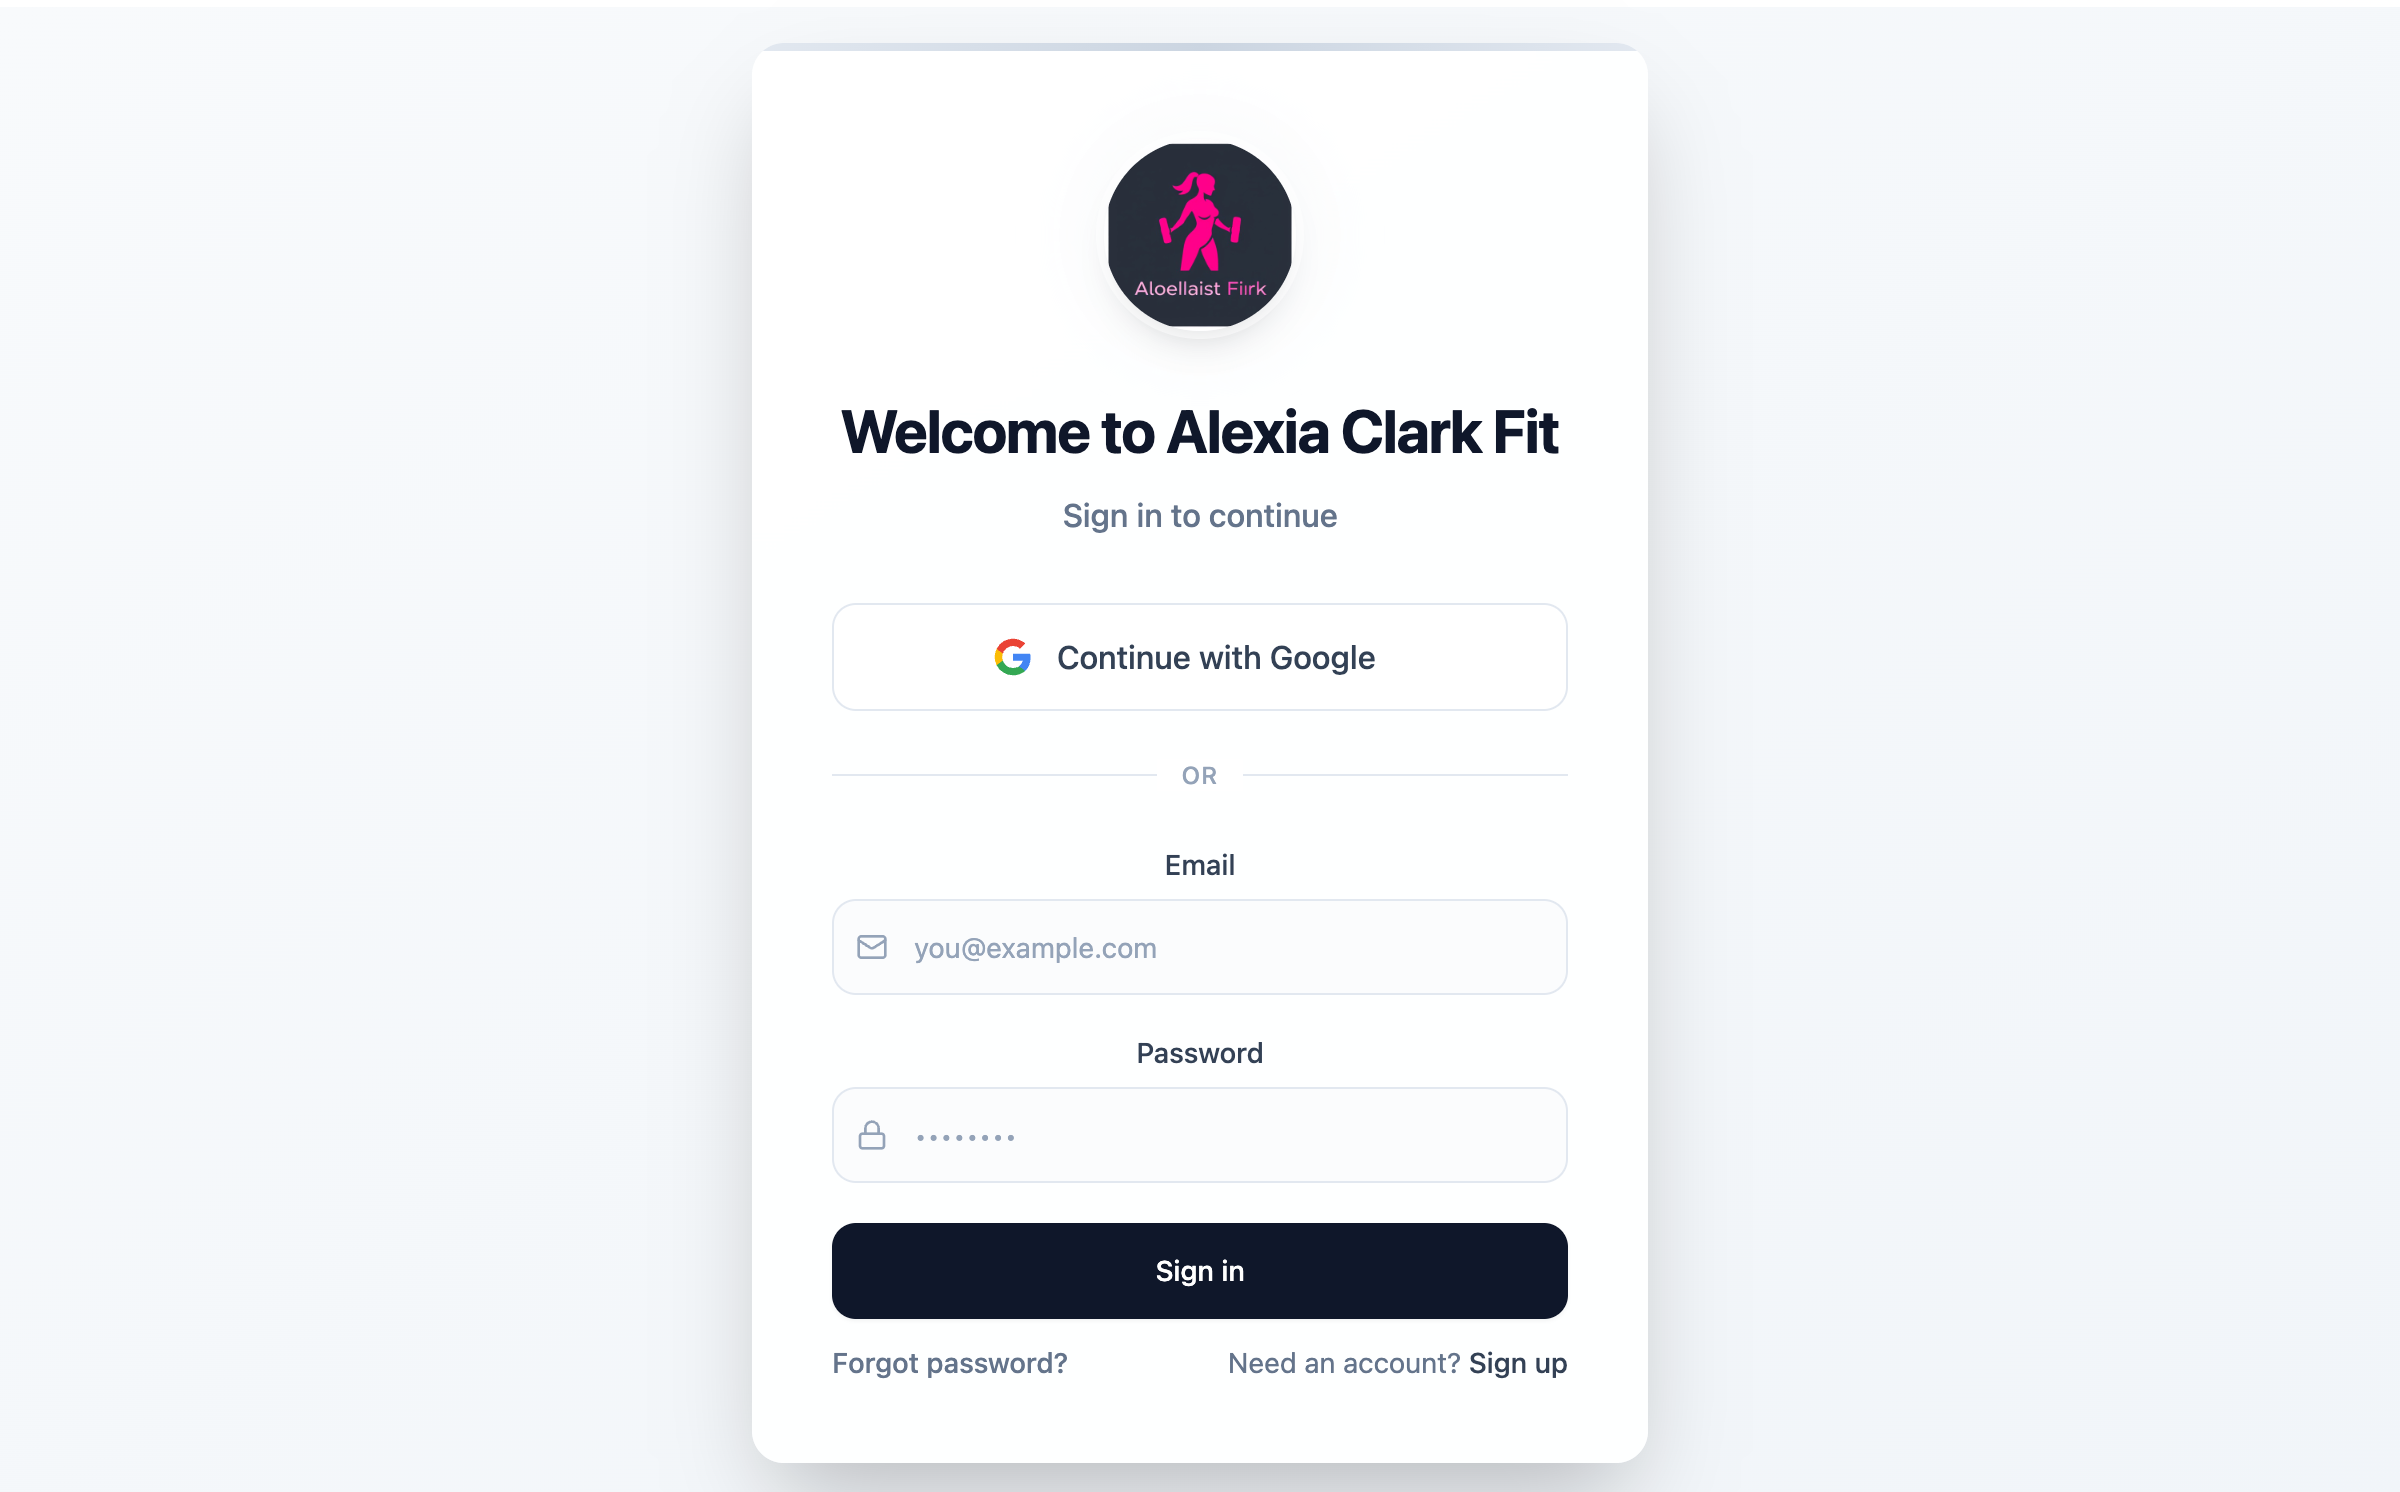 Aloellaist Fiırk
Welcome to Alexia Clark Fit
Sign in to continue
Continue with Google
OR
Email
you@example.com
Password
Sign in
Forgot password?
Need an account? Sign up